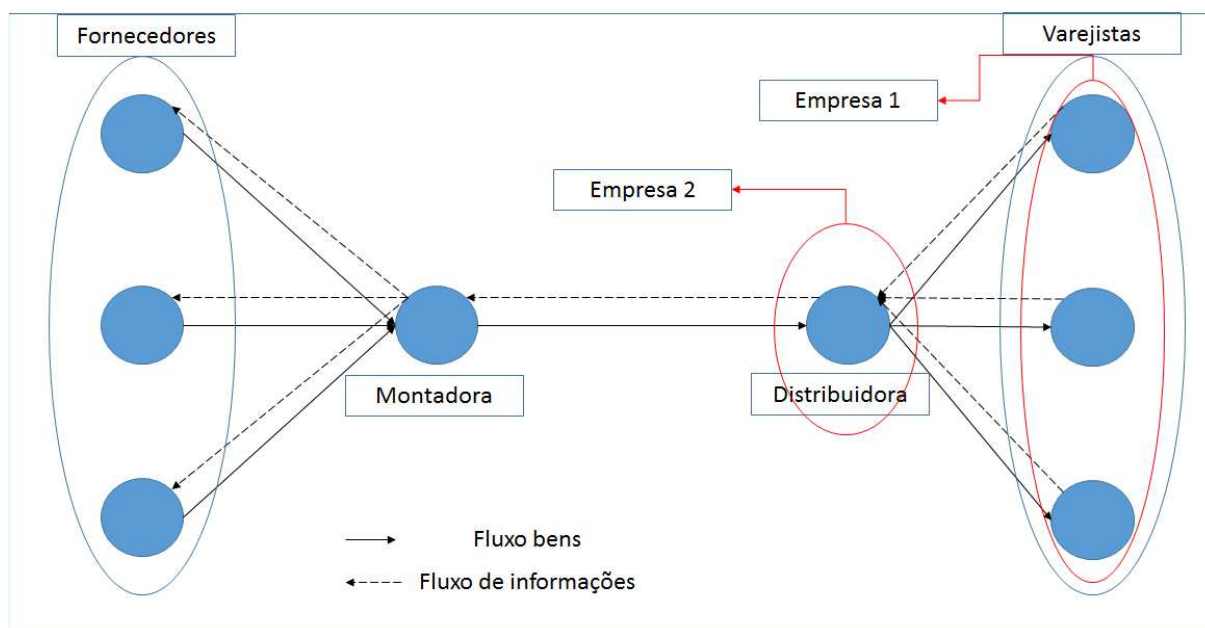 Fornecedores
Varejistas
Empresa 1
Empresa 2
Montadora
Distribuidora
Fluxo bens
Fluxo de informações